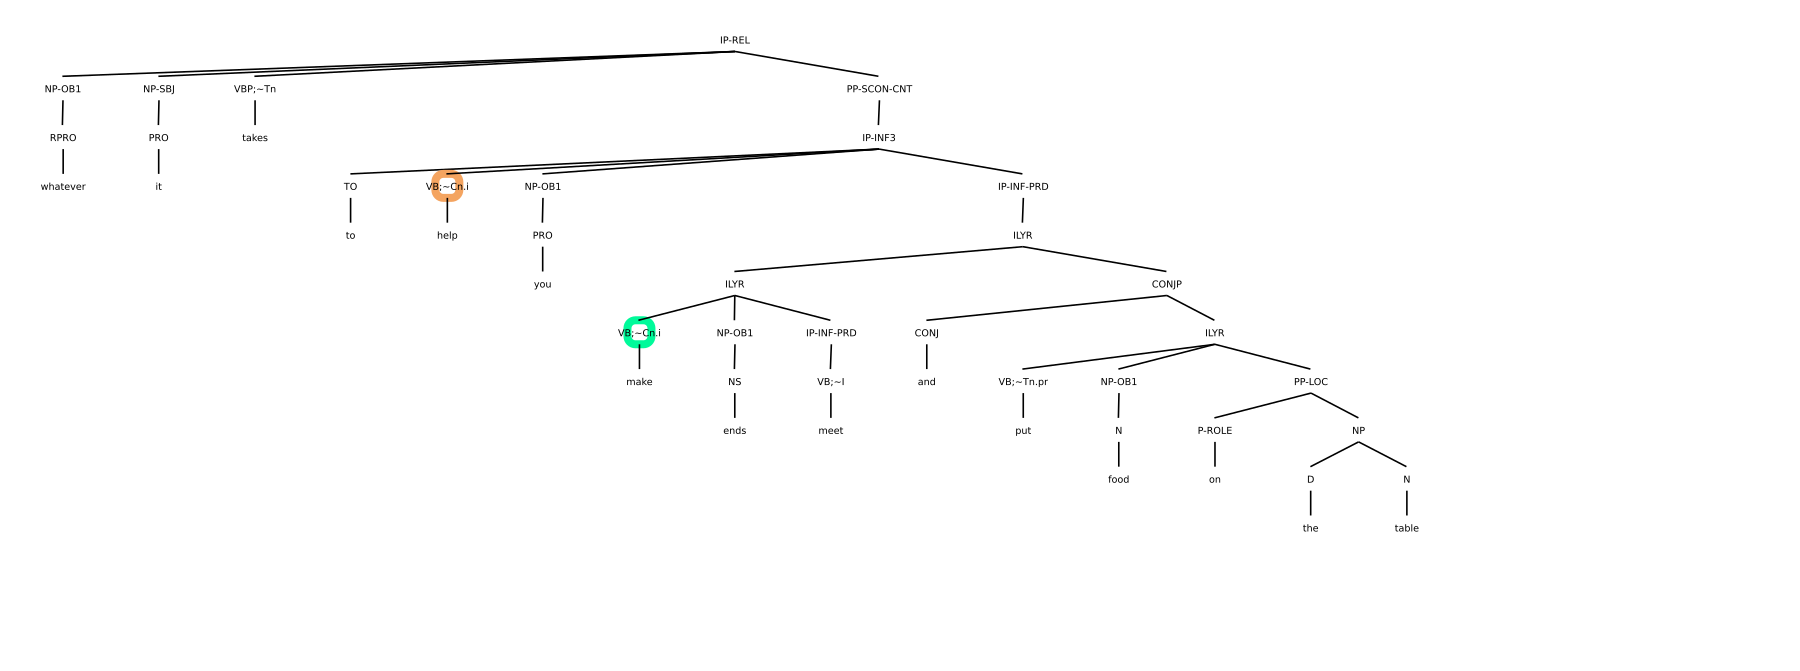 IP-REL
NP-OB1 NP-SBJ VBP;~Tn PP-SCON-CNT
RPRO PRO takes IP-INF3
whatever it TO VB;~Cn.i NP-OB1 IP-INF-PRD
to help PRO ILYR
you ILYR CONJP
VB;~Cn.i NP-OB1 IP-INF-PRD CONJ ILYR
make NS VB;~I and VB;~Tn.pr NP-OB1 PP-LOC
ends meet put N P-ROLE NP
food on D N
the table